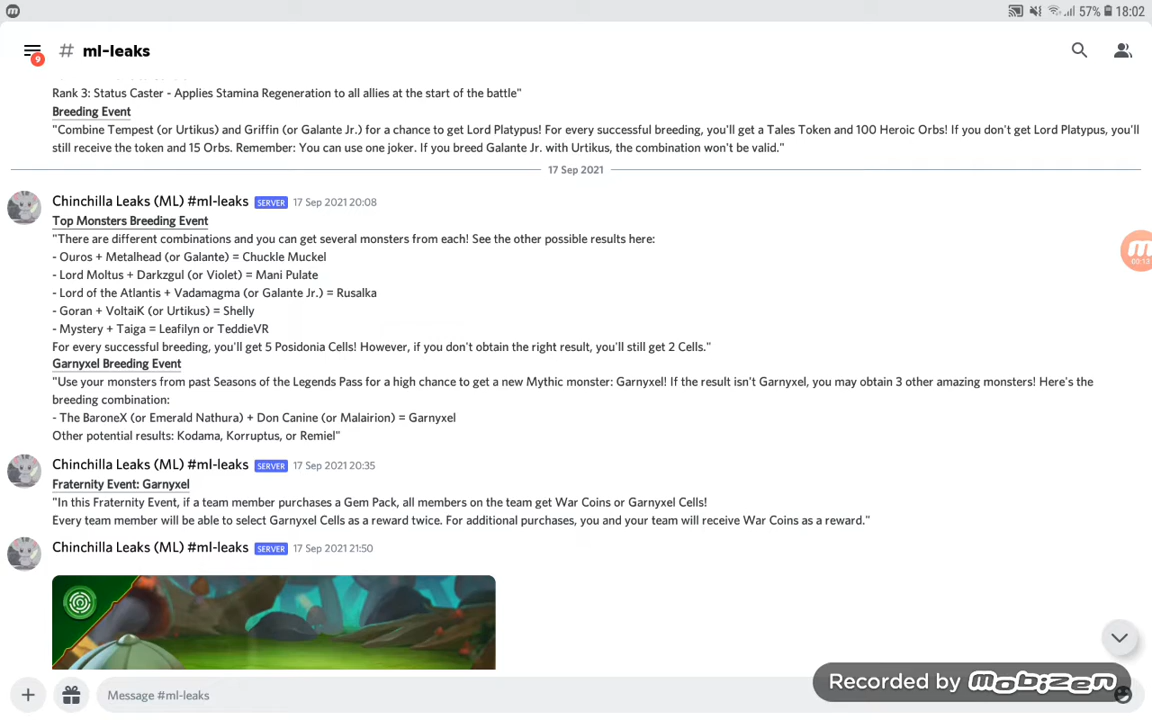 57% 18:02
9
# ml-leaks
Rank 3: Status Caster - Applies Stamina Regeneration to all allies at the start of the battle"
Breeding Event
"Combine Tempest (or Urtikus) and Griffin (or Galante Jr.) for a chance to get Lord Platypus! For every successful breeding, you'll get a Tales Token and 100 Heroic Orbs! If you don't get Lord Platypus, you'll
still receive the token and 15 Orbs. Remember: You can use one joker. If you breed Galante Jr. with Urtikus, the combination won't be valid."
17 Sep 2021
Chinchilla Leaks (ML) #ml-leaks SERVER 17 Sep 2021 20:08
Top Monsters Breeding Event
"There are different combinations and you can get several monsters from each! See the other possible results here:
- Ouros + Metalhead (or Galante) = Chuckle Muckel
- Lord Moltus + Darkzgul (or Violet) = Mani Pulate
- Lord of the Atlantis + Vadamagma (or Galante Jr.) = Rusalka
- Goran + VoltaiK (or Urtikus) = Shelly
- Mystery + Taiga = Leafilyn or TeddieVR
For every successful breeding, you'll get 5 Posidonia Cells! However, if you don't obtain the right result, you'll still get 2 Cells."
Garnyxel Breeding Event
"Use your monsters from past Seasons of the Legends Pass for a high chance to get a new Mythic monster: Garnyxel! If the result isn't Garnyxel, you may obtain 3 other amazing monsters! Here's the
breeding combination:
- The BaroneX (or Emerald Nathura) + Don Canine (or Malairion) = Garnyxel
Other potential results: Kodama, Korruptus, or Remiel"
Chinchilla Leaks (ML) #ml-leaks SERVER 17 Sep 2021 20:35
Fraternity Event: Garnyxel
"In this Fraternity Event, if a team member purchases a Gem Pack, all members on the team get War Coins or Garnyxel Cells!
Every team member will be able to select Garnyxel Cells as a reward twice. For additional purchases, you and your team will receive War Coins as a reward."
Chinchilla Leaks (ML) #ml-leaks SERVER 17 Sep 2021 21:50
Message #ml-leaks
Recorded by mobizen